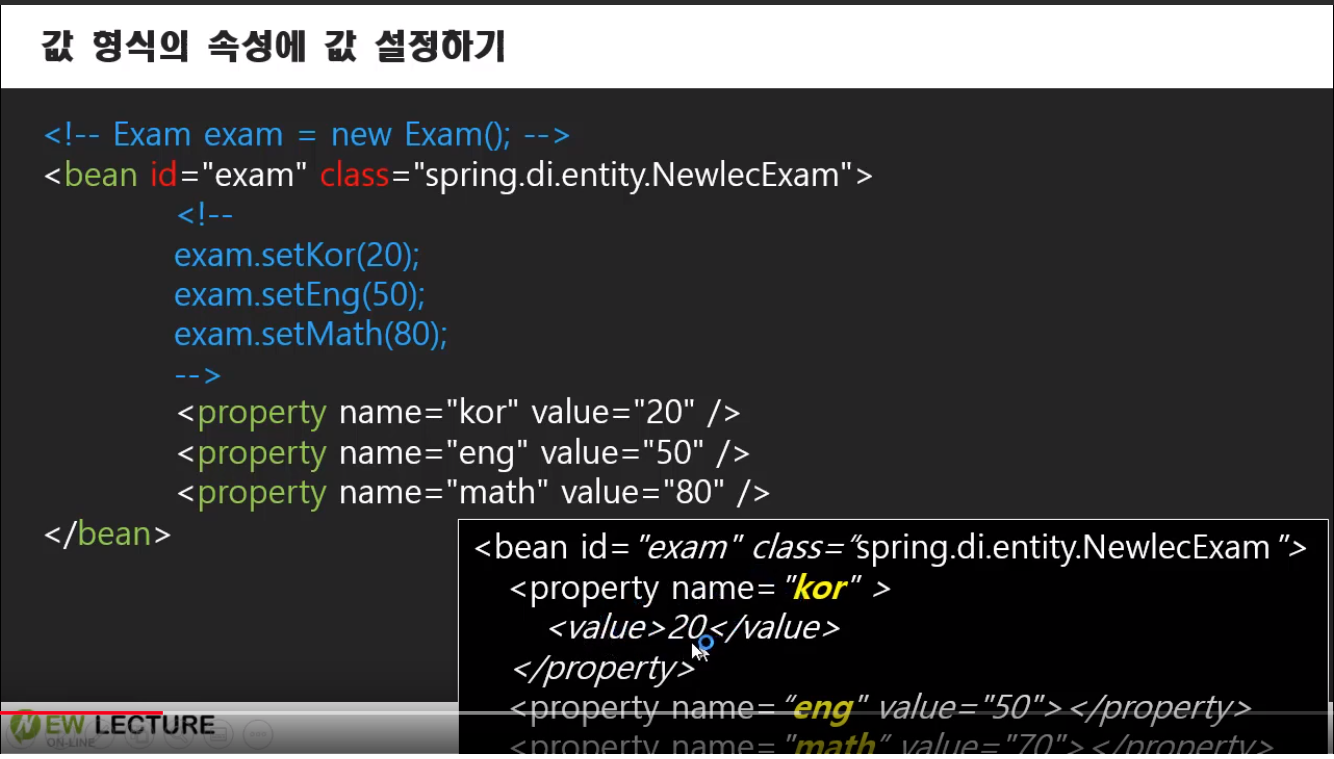 값 형식의 속성에 값 설정하기
<!-- Exam exam = new Exam(); -->
<bean id="exam" class="spring.di.entity.NewlecExam">
<!--
exam.setKor(20);
exam.setEng(50);
exam.setMath(80);
-->
<property name="kor" value="20" />
<property name="eng" value="50" />
<property name="math" value="80" />
</bean>
<bean id="exam" class="spring.di.entity.NewlecExam ">
<property name="kor" >
<value>20</value>
</property>
<property name="eng" value="50"></property>
<property name="math" value="70"></property>
NEW LECTURE
ON-LINE